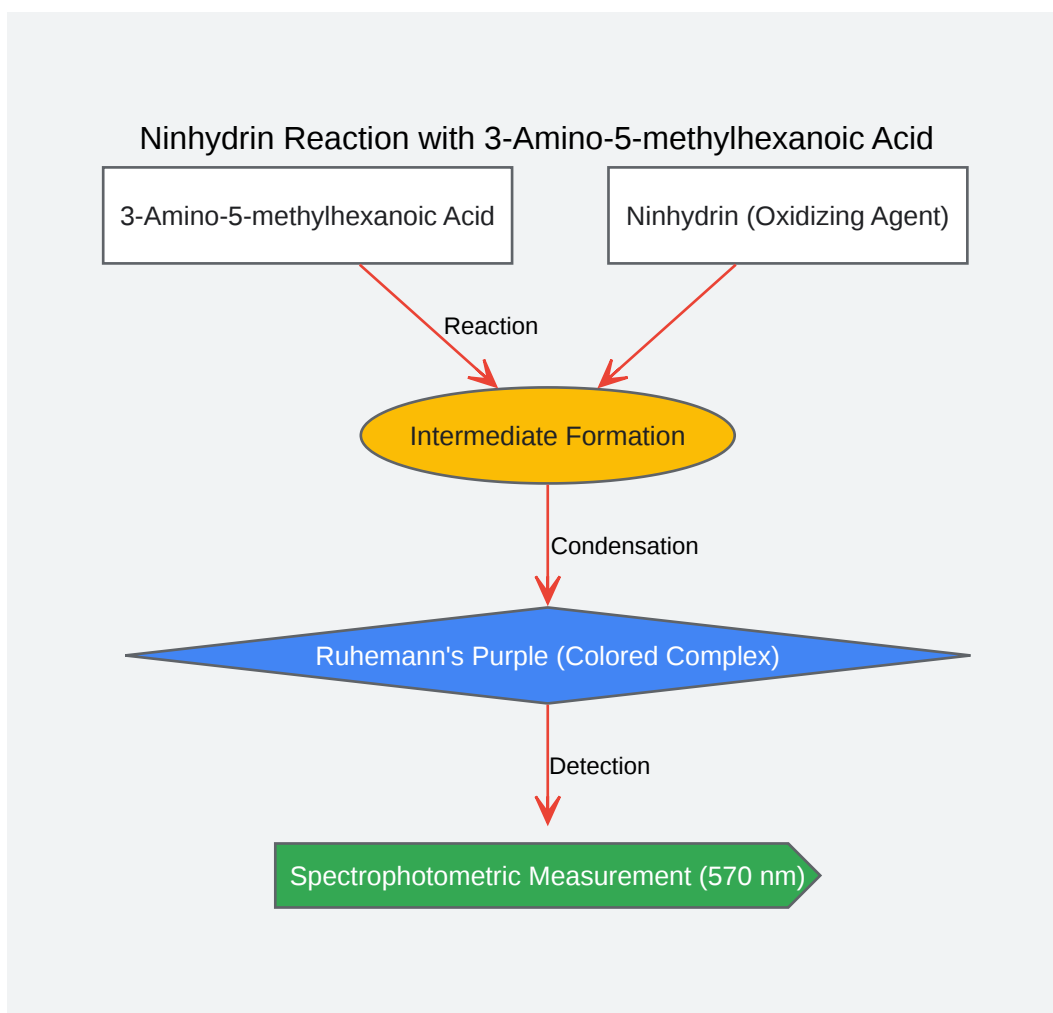 Ninhydrin Reaction with 3-Amino-5-methylhexanoic Acid
3-Amino-5-methylhexanoic Acid
Ninhydrin (Oxidizing Agent)
Reaction
Intermediate Formation
Condensation
Ruhemann's Purple (Colored Complex)
Detection
Spectrophotometric Measurement (570 nm)